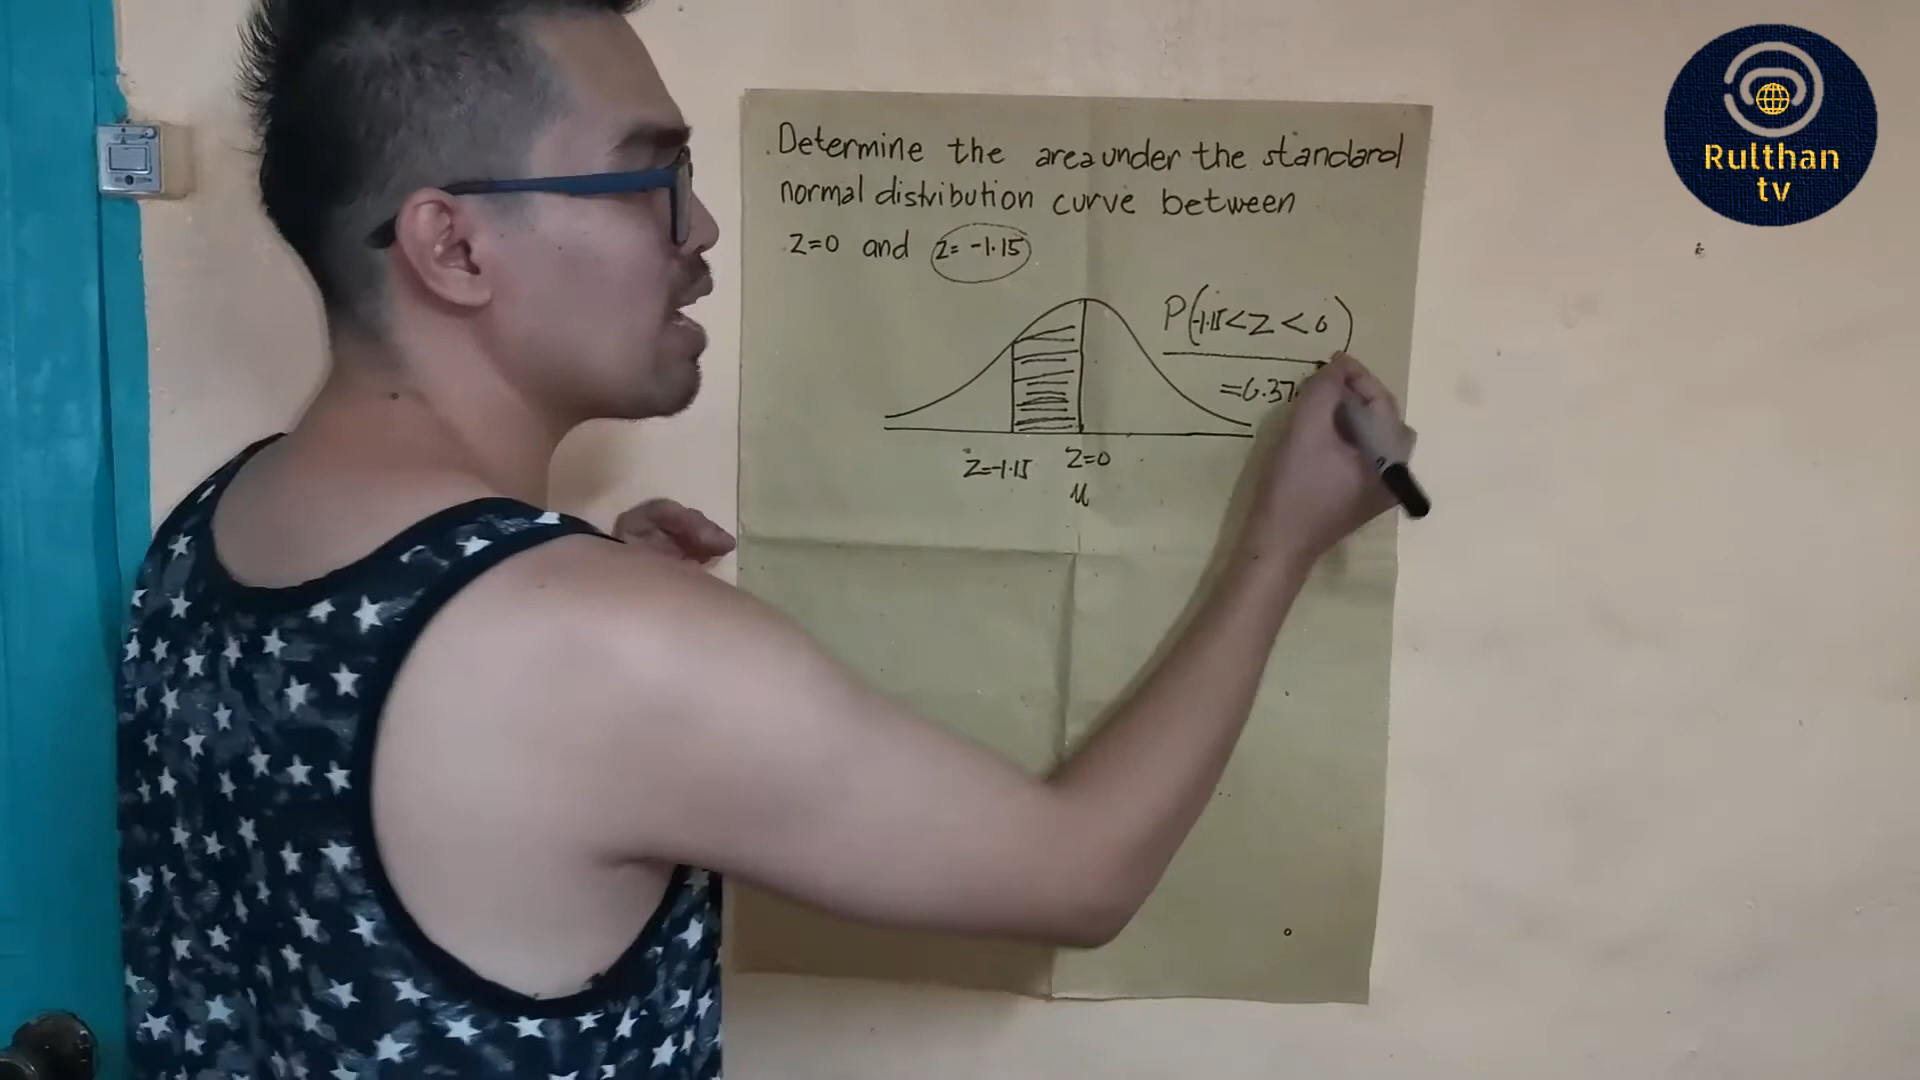 Determine the area under the standard
normal distribution curve between
z=0 and z= -1.15
P(-1.15<Z<0)
=0.37
Z=-1.15 Z=0
μ
Rulthan
tv